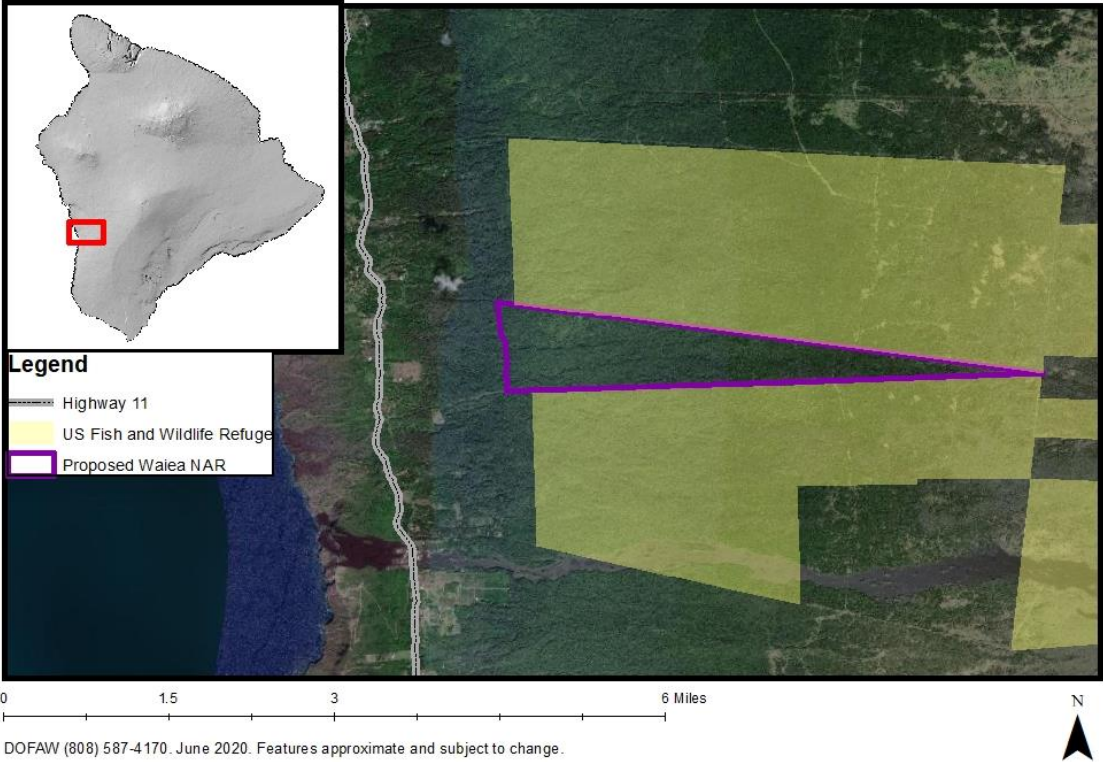 Legend
Highway 11
US Fish and Wildlife Refuge
Proposed Waiea NAR
0 1.5 3 6 Miles
N
DOFAW (808) 587-4170. June 2020. Features approximate and subject to change.